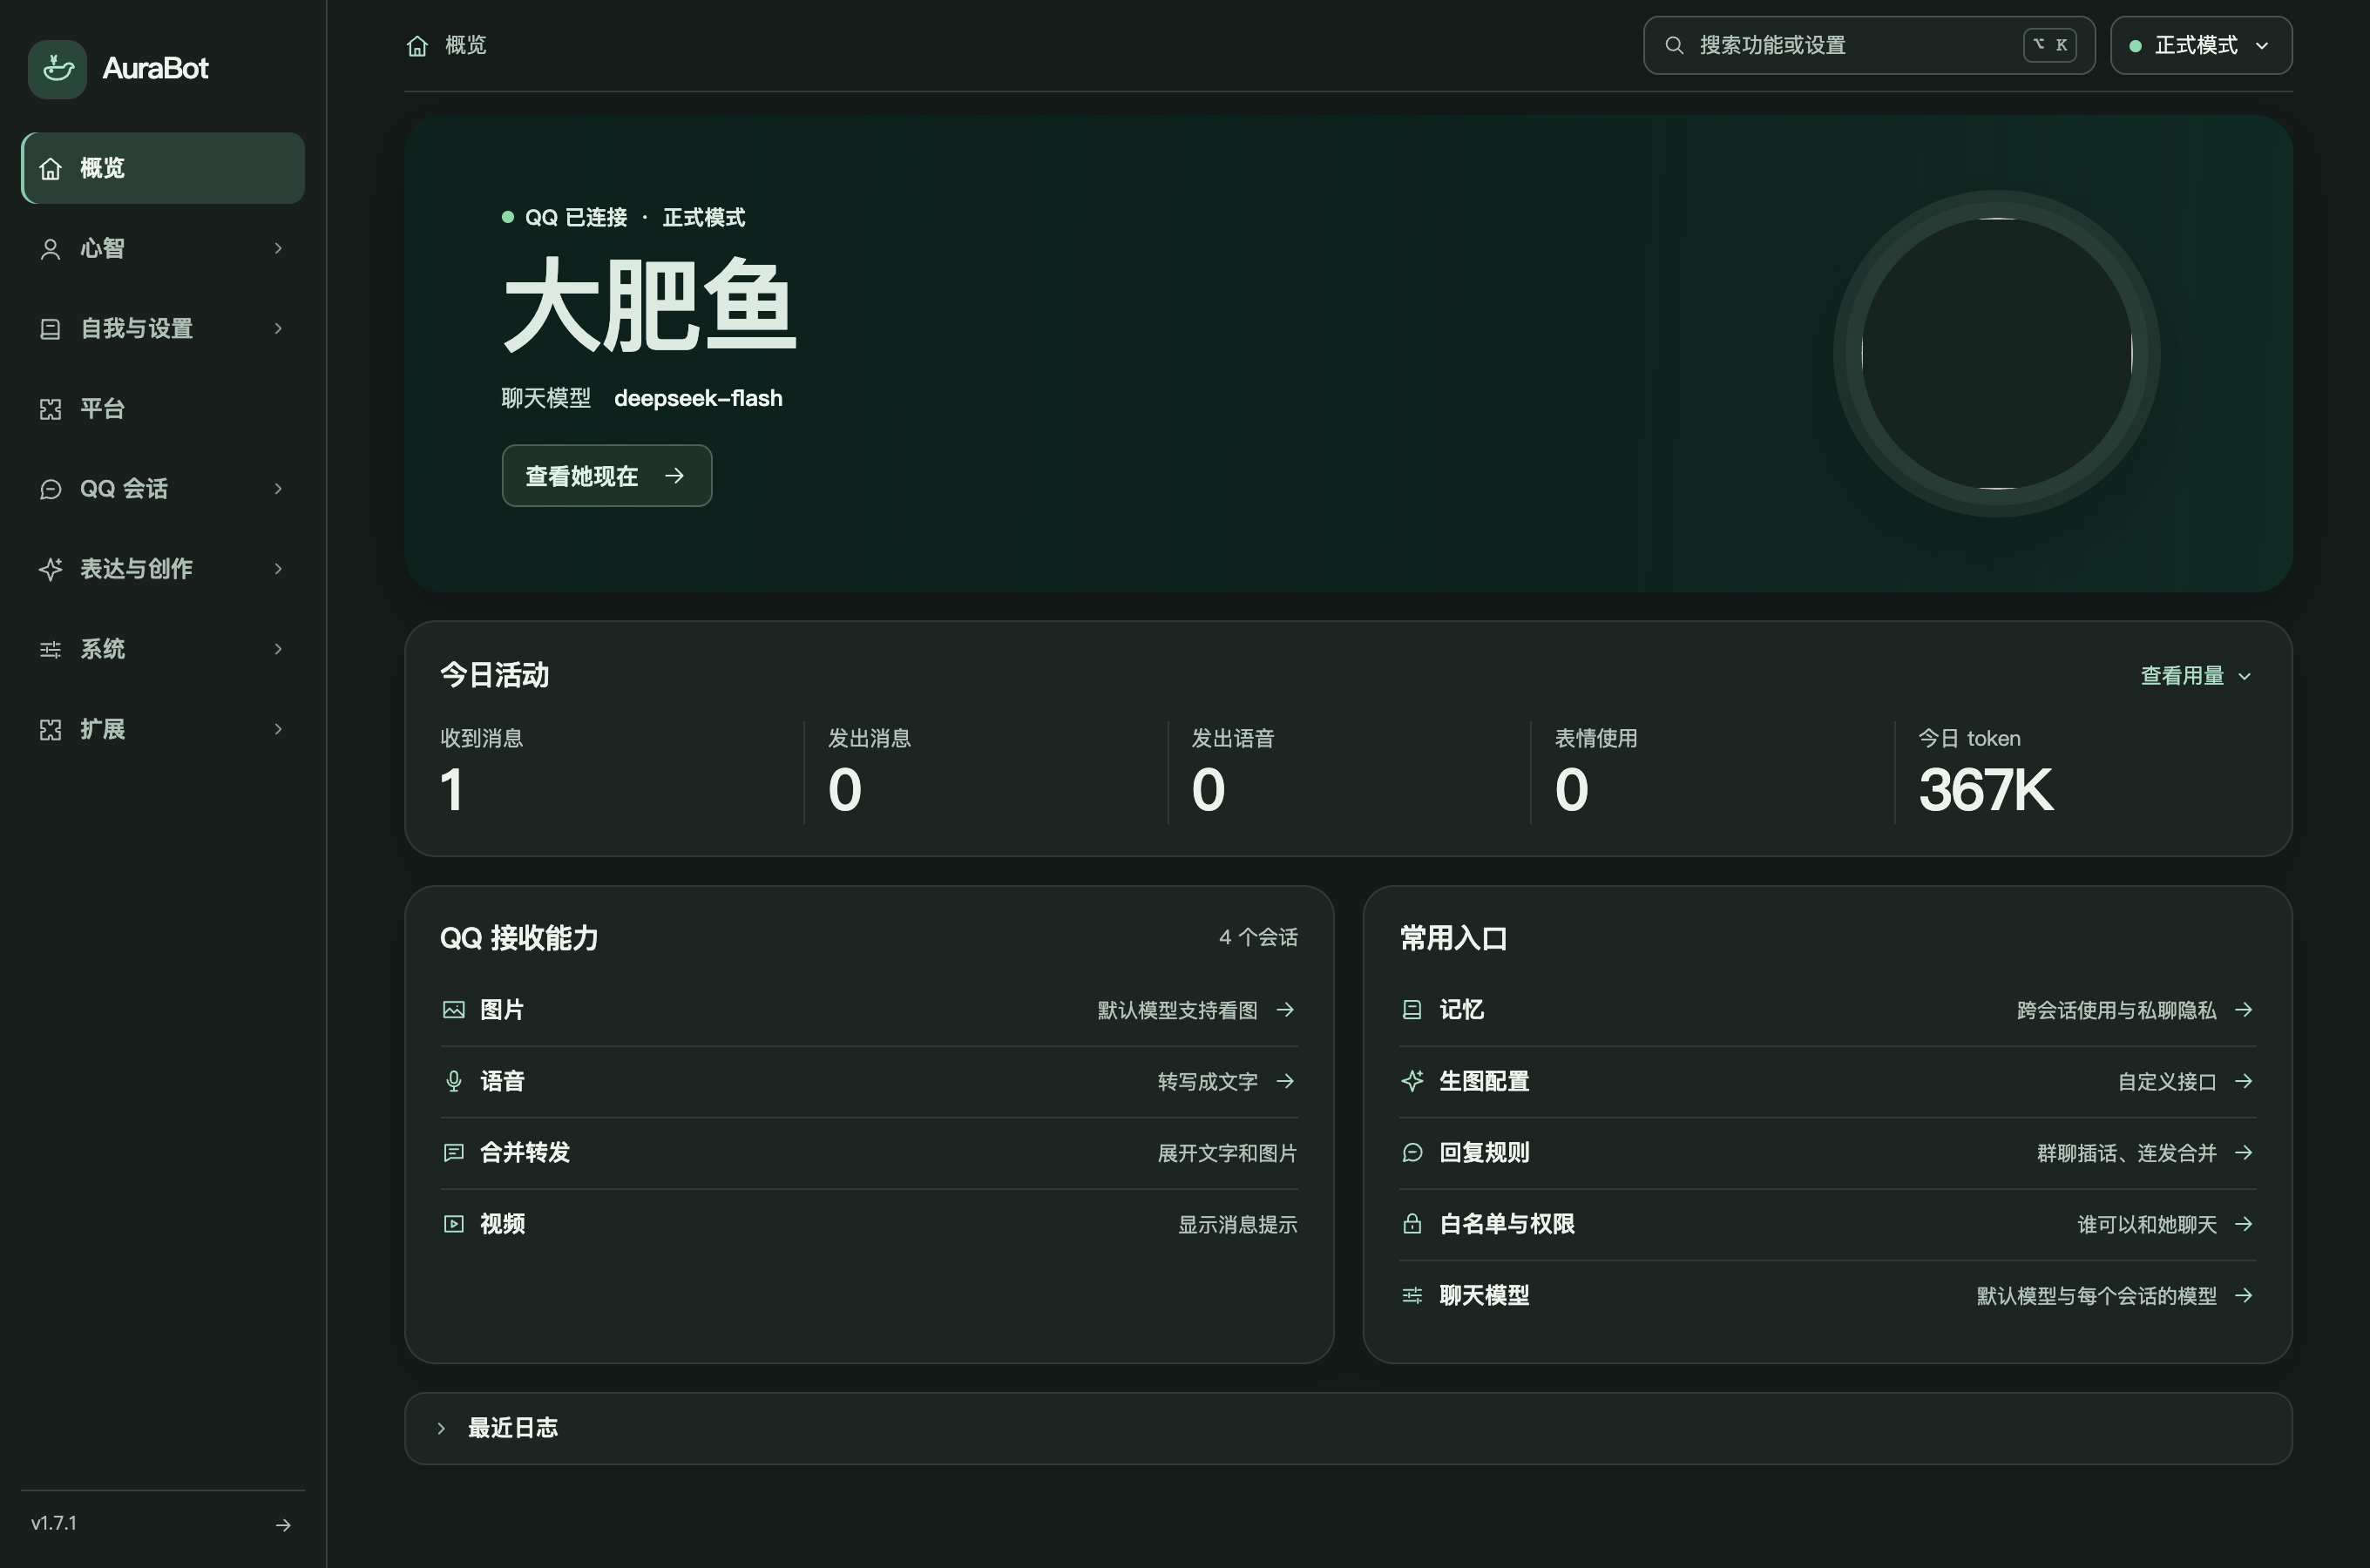 AuraBot
概览
心智
自我与设置
平台
QQ 会话
表达与创作
系统
扩展
v1.7.1
概览
搜索功能或设置
⌥ K
正式模式
QQ 已连接 · 正式模式
大肥鱼
聊天模型 deepseek-flash
查看她现在
今日活动
查看用量
收到消息
1
发出消息
0
发出语音
0
表情使用
0
今日 token
367K
QQ 接收能力
4 个会话
图片
默认模型支持看图
语音
转写成文字
合并转发
展开文字和图片
视频
显示消息提示
常用入口
记忆
跨会话使用与私聊隐私
生图配置
自定义接口
回复规则
群聊插话、连发合并
白名单与权限
谁可以和她聊天
聊天模型
默认模型与每个会话的模型
最近日志